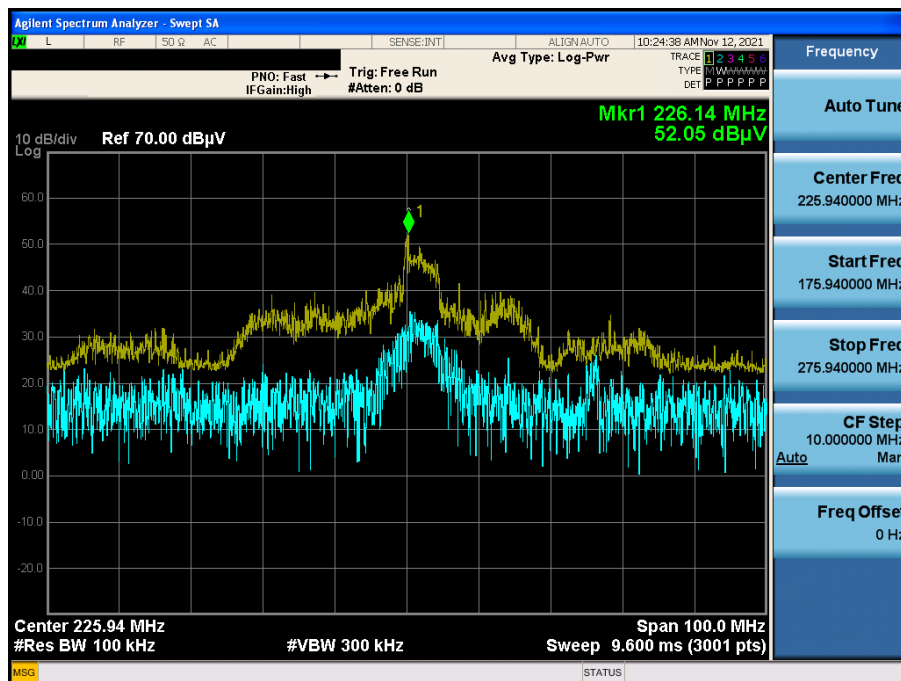 Agilent Spectrum Analyzer - Swept SA
LXI L RF 50 Ω AC SENSE:INT ALIGN AUTO 10:24:38 AM Nov 12, 2021
PNO: Fast
IFGain:High
Trig: Free Run
#Atten: 0 dB
Avg Type: Log-Pwr
TRACE 1 2 3 4 5 6
TYPE M W W W W W
DET P P P P P P
Mkr1 226.14 MHz
52.05 dBµV
10 dB/div
Log
Ref 70.00 dBµV
1
60.0
50.0
40.0
30.0
20.0
10.0
0.00
-10.0
-20.0
Center 225.94 MHz
Span 100.0 MHz
#Res BW 100 kHz
#VBW 300 kHz
Sweep 9.600 ms (3001 pts)
MSG
STATUS
Frequency
Auto Tune
Center Freq
225.940000 MHz
Start Freq
175.940000 MHz
Stop Freq
275.940000 MHz
CF Step
10.000000 MHz
Auto Man
Freq Offset
0 Hz